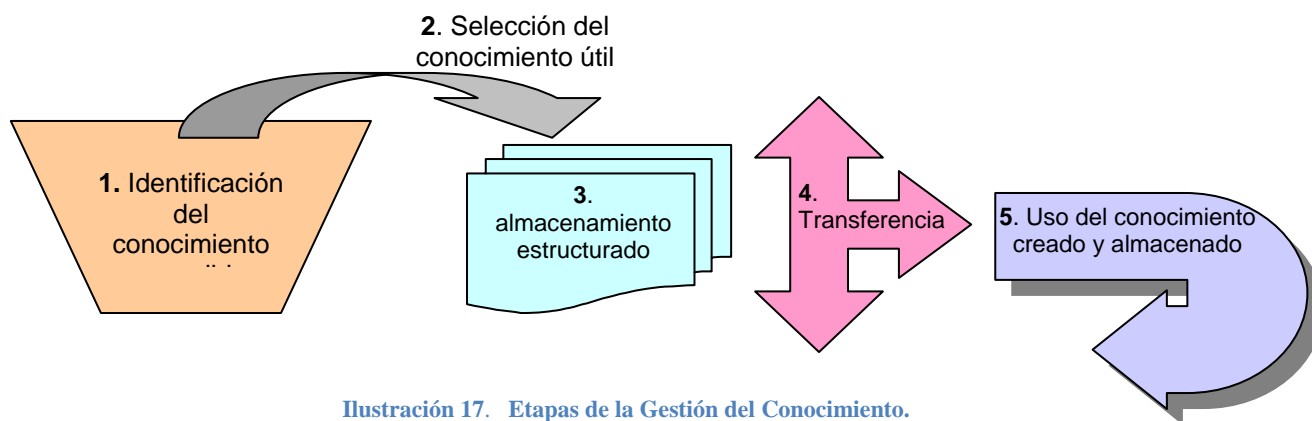 2. Selección del
conocimiento útil
1. Identificación
del
conocimiento
3.
almacenamiento
estructurado
4.
Transferencia
5. Uso del conocimiento
creado y almacenado
Ilustración 17. Etapas de la Gestión del Conocimiento.